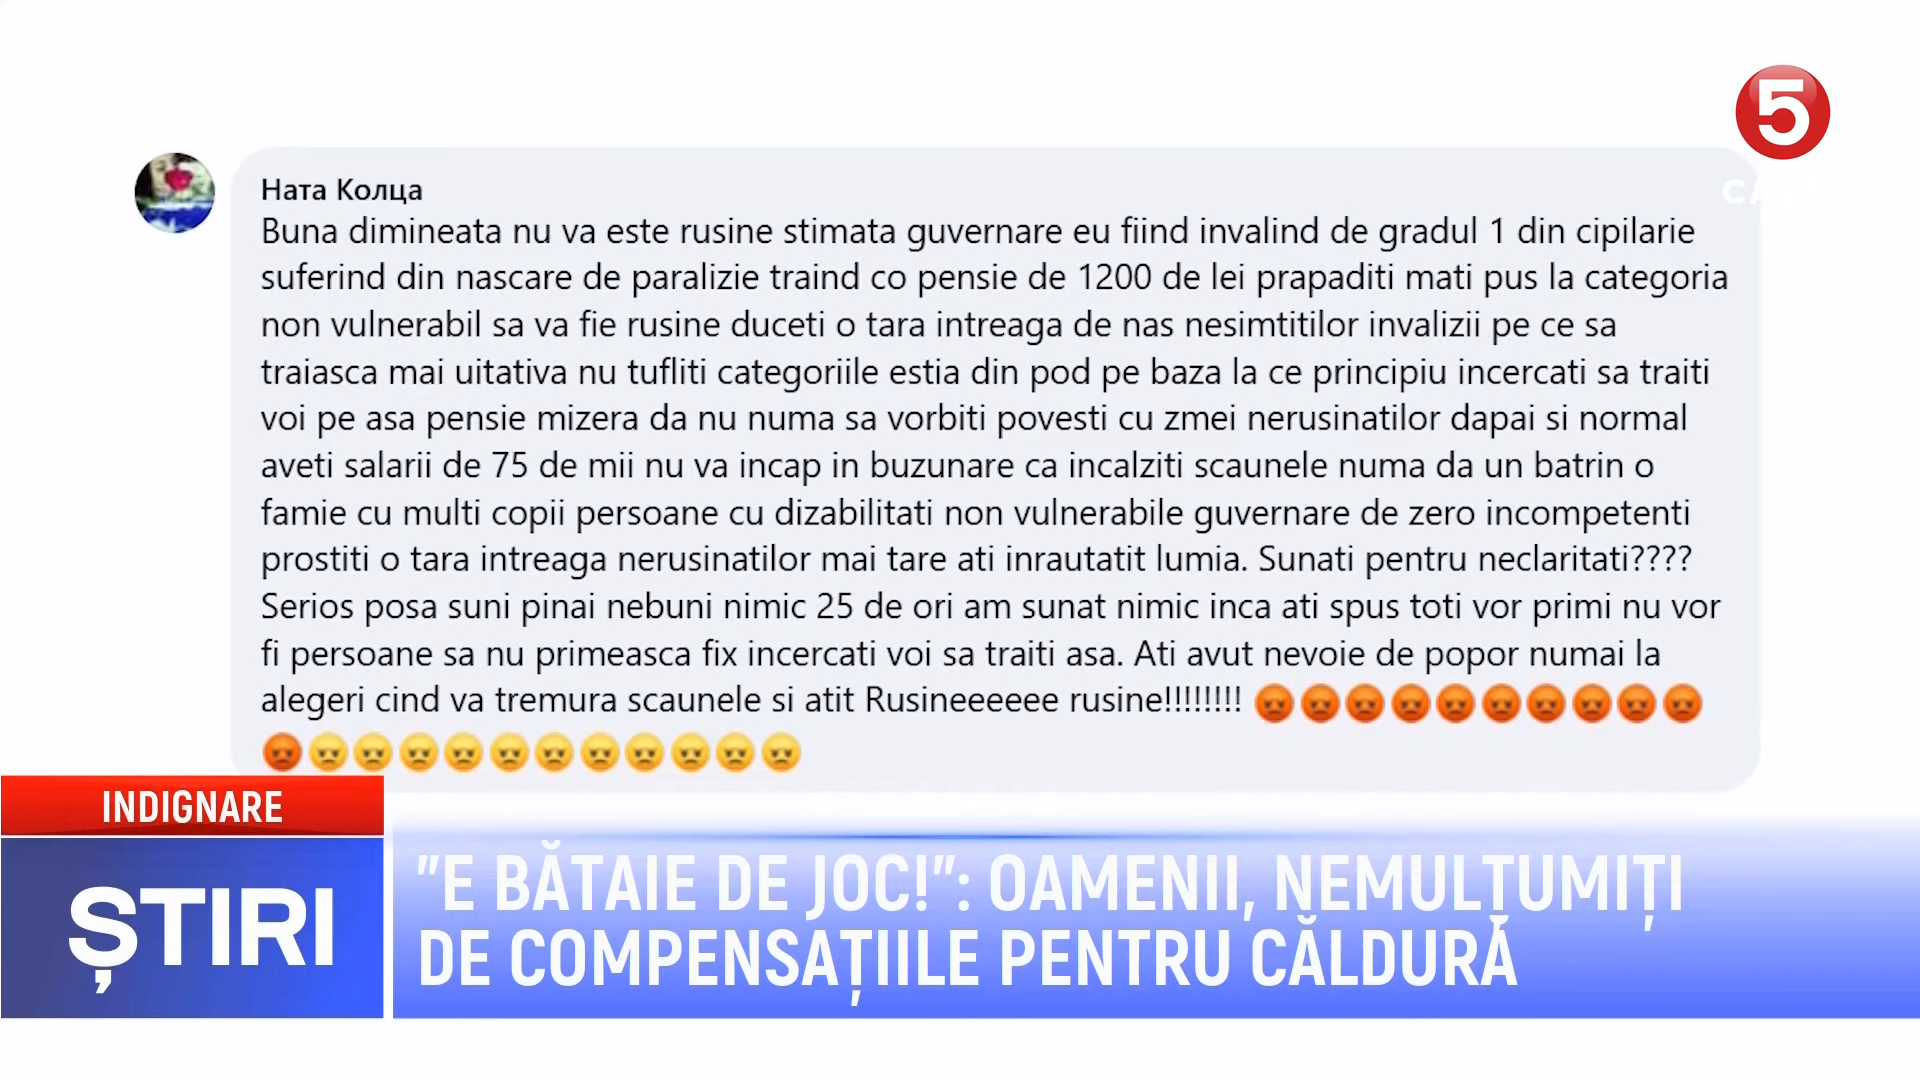 5
Ната Колца
Buna dimineata nu va este rusine stimata guvernare eu fiind invalind de gradul 1 din cipilarie
suferind din nascare de paralizie traind co pensie de 1200 de lei prapaditi mati pus la categoria
non vulnerabil sa va fie rusine duceti o tara intreaga de nas nesimtitilor invalizii pe ce sa
traiasca mai uitativa nu tufliti categoriile estia din pod pe baza la ce principiu incercati sa traiti
voi pe asa pensie mizera da nu numa sa vorbiti povesti cu zmei nerusinatilor dapai si normal
aveti salarii de 75 de mii nu va incap in buzunare ca incalziti scaunele numa da un batrin o
famie cu multi copii persoane cu dizabilitati non vulnerabile guvernare de zero incompetenti
prostiti o tara intreaga nerusinatilor mai tare ati inrautatit lumia. Sunati pentru neclaritati????
Serios posa suni pinai nebuni nimic 25 de ori am sunat nimic inca ati spus toti vor primi nu vor
fi persoane sa nu primeasca fix incercati voi sa traiti asa. Ati avut nevoie de popor numai la
alegeri cind va tremura scaunele si atit Rusineeeeee rusine!!!!!!!! 😡😡😡😡😡😡😡😡😡😡
😡😠😠😠😠😠😠😠😠😠😠😠
INDIGNARE
ȘTIRI
"E BĂTAIE DE JOC!": OAMENII, NEMULȚUMIȚI
DE COMPENSAȚIILE PENTRU CĂLDURĂ